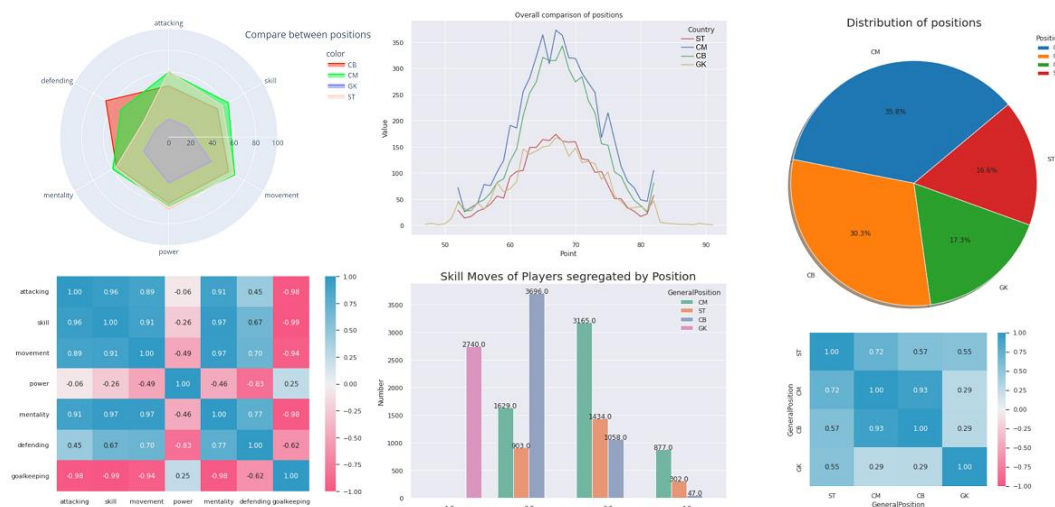 attacking
Compare between positions
color
CB
CM
GK
ST
defending
skill
0 20 40 60 80 100
mentality
movement
power
Overall comparison of positions
Country
ST
CM
CB
GK
350
300
250
200
150
100
50
0
Value
50 60 70 80 90
Point
Distribution of positions
Position
CM
35.8%
ST
16.6%
30.3%
17.3%
CB
GK
attacking 1.00 0.96 0.89 -0.06 0.91 0.45 -0.98
skill 0.96 1.00 0.91 -0.26 0.97 0.67 -0.99
movement 0.89 0.91 1.00 -0.49 0.97 0.70 -0.94
power -0.06 -0.26 -0.49 1.00 -0.46 -0.83 0.25
mentality 0.91 0.97 0.97 -0.46 1.00 0.77 -0.98
defending 0.45 0.67 0.70 -0.83 0.77 1.00 -0.62
goalkeeping -0.98 -0.99 -0.94 0.25 -0.98 -0.62 1.00
attacking skill movement power mentality defending goalkeeping
1.00
0.75
0.50
0.25
0.00
-0.25
-0.50
-0.75
-1.00
Skill Moves of Players segregated by Position
GeneralPosition
CM
ST
CB
GK
3500
3000
2500
2000
1500
1000
500
0
Number
2740.0
1629.0
903.0
3696.0
3165.0
1434.0
1058.0
877.0
302.0
47.0
ST 1.00 0.72 0.57 0.55
CM 0.72 1.00 0.93 0.29
CB 0.57 0.93 1.00 0.29
GK 0.55 0.29 0.29 1.00
ST CM CB GK
GeneralPosition
GeneralPosition
1.00
0.75
0.50
0.25
0.00
-0.25
-0.50
-0.75
-1.00